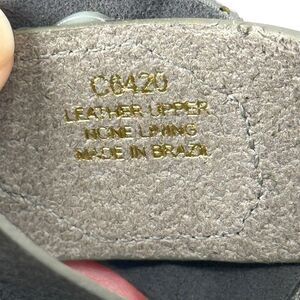 C6420
LEATHER UPPER
NONE LINING
MADE IN BRAZIL